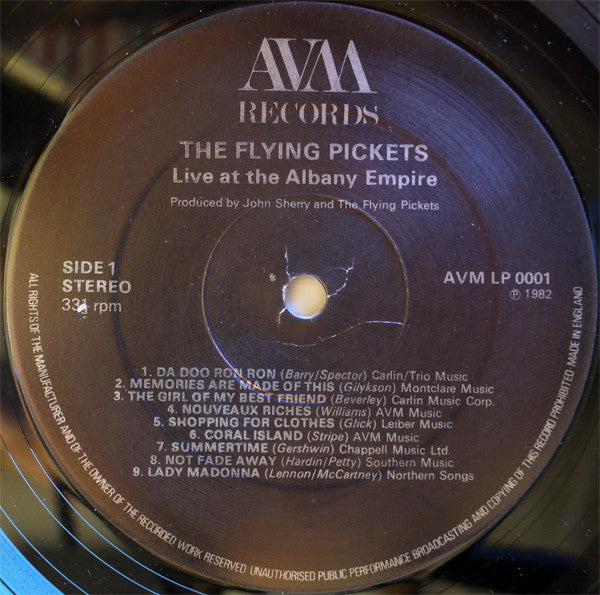 AVM
RECORDS
THE FLYING PICKETS
Live at the Albany Empire
Produced by John Sherry and The Flying Pickets
SIDE 1
STEREO
33⅓ rpm
AVM LP 0001
℗ 1982
1. DA DOO RON RON (Barry/Spector) Carlin/Trio Music
2. MEMORIES ARE MADE OF THIS (Gilykson) Montclare Music
3. THE GIRL OF MY BEST FRIEND (Beverley) Carlin Music Corp.
4. NOUVEAUX RICHES (Williams) AVM Music
5. SHOPPING FOR CLOTHES (Glick) Leiber Music
6. CORAL ISLAND (Stripe) AVM Music
7. SUMMERTIME (Gershwin) Chappell Music Ltd.
8. NOT FADE AWAY (Hardin/Petty) Southern Music
9. LADY MADONNA (Lennon/McCartney) Northern Songs
ALL RIGHTS OF THE MANUFACTURER AND OF THE OWNER OF THE RECORDED WORK RESERVED UNAUTHORISED PUBLIC PERFORMANCE BROADCASTING AND COPYING OF THIS RECORD PROHIBITED MADE IN ENGLAND